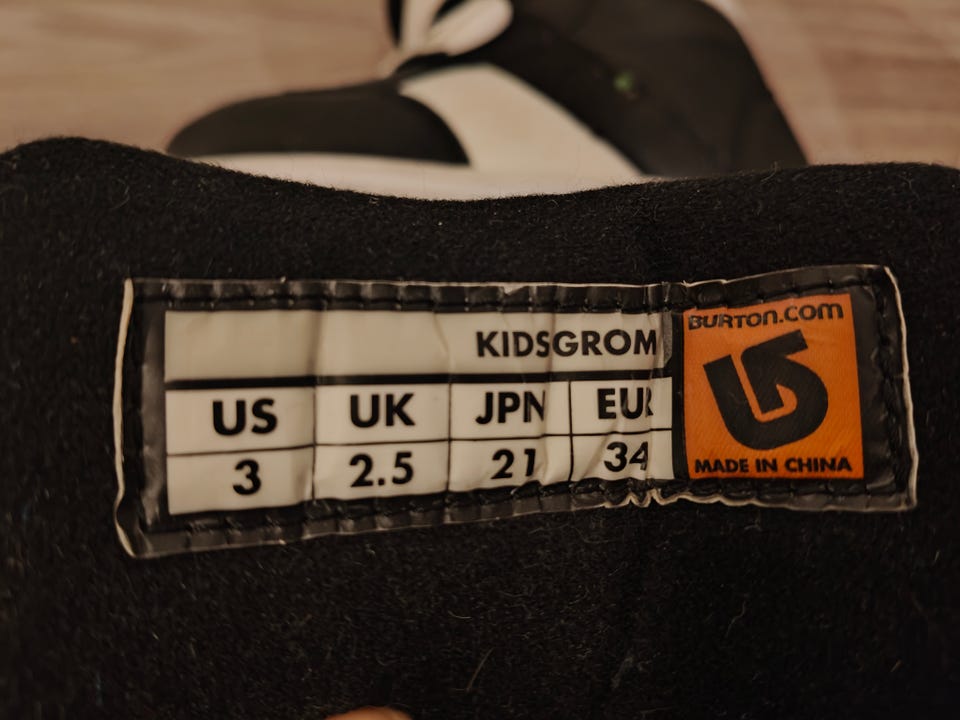 KIDSGROM
US UK JPN EUR
3 2.5 21 34
BURTON.COM
MADE IN CHINA